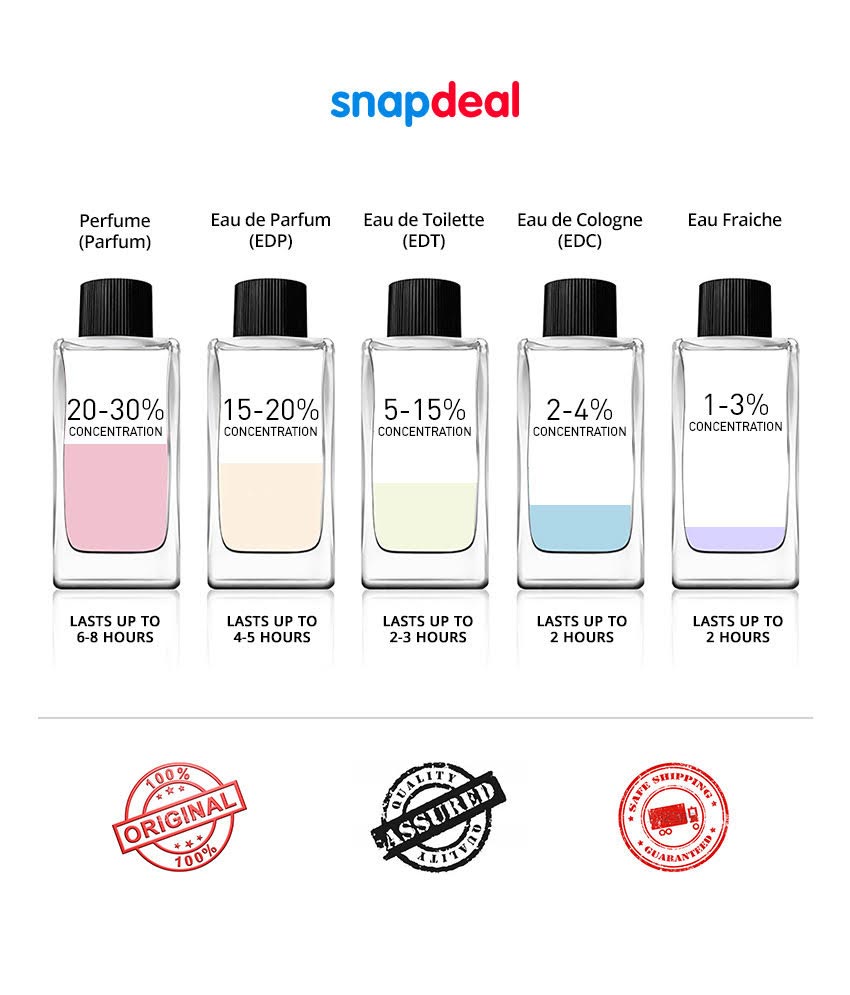 snapdeal
Perfume
(Parfum)
Eau de Parfum
(EDP)
Eau de Toilette
(EDT)
Eau de Cologne
(EDC)
Eau Fraiche
20-30%
CONCENTRATION
15-20%
CONCENTRATION
5-15%
CONCENTRATION
2-4%
CONCENTRATION
1-3%
CONCENTRATION
LASTS UP TO
6-8 HOURS
LASTS UP TO
4-5 HOURS
LASTS UP TO
2-3 HOURS
LASTS UP TO
2 HOURS
LASTS UP TO
2 HOURS
100%
ORIGINAL
100%
QUALITY
ASSURED
QUALITY
SAFE SHIPPING
GUARANTEED